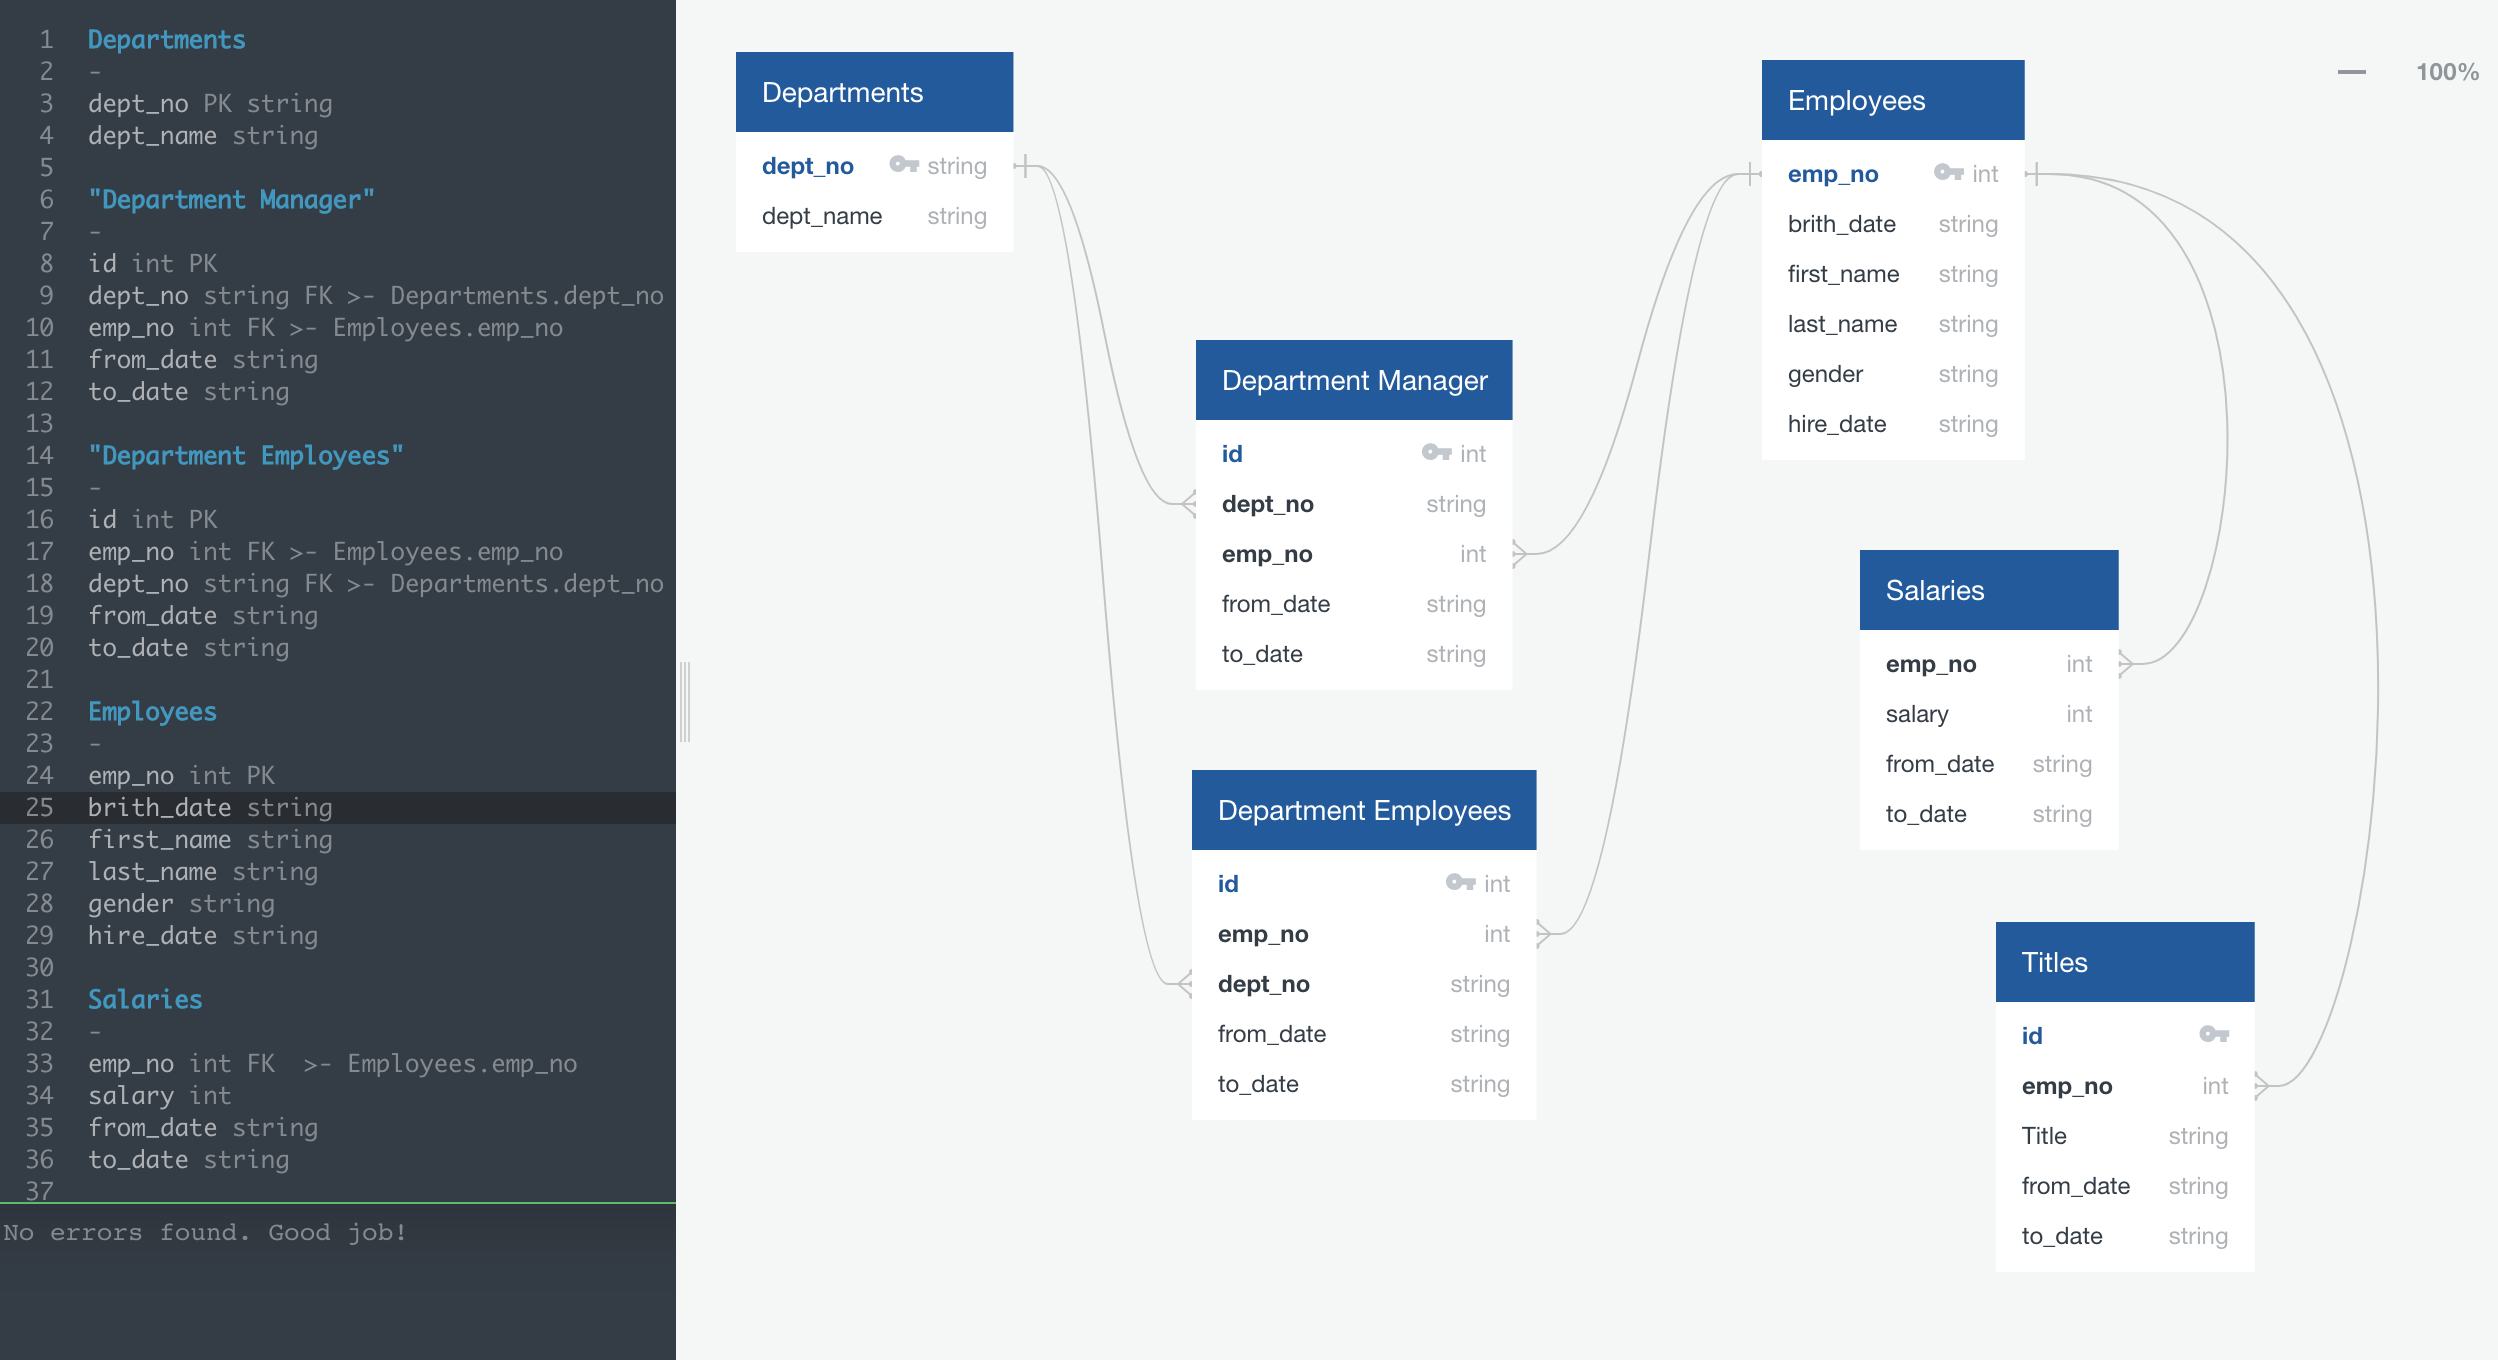 1 Departments
2 -
3 dept_no PK string
4 dept_name string
5
6 "Department Manager"
7 -
8 id int PK
9 dept_no string FK >- Departments.dept_no
10 emp_no int FK >- Employees.emp_no
11 from_date string
12 to_date string
13
14 "Department Employees"
15 -
16 id int PK
17 emp_no int FK >- Employees.emp_no
18 dept_no string FK >- Departments.dept_no
19 from_date string
20 to_date string
21
22 Employees
23 -
24 emp_no int PK
25 brith_date string
26 first_name string
27 last_name string
28 gender string
29 hire_date string
30
31 Salaries
32 -
33 emp_no int FK  >- Employees.emp_no
34 salary int
35 from_date string
36 to_date string
37
No errors found. Good job!
Departments
dept_no string
dept_name string
Department Manager
id int
dept_no string
emp_no int
from_date string
to_date string
Department Employees
id int
emp_no int
dept_no string
from_date string
to_date string
Employees
emp_no int
brith_date string
first_name string
last_name string
gender string
hire_date string
Salaries
emp_no int
salary int
from_date string
to_date string
Titles
id
emp_no int
Title string
from_date string
to_date string
100%